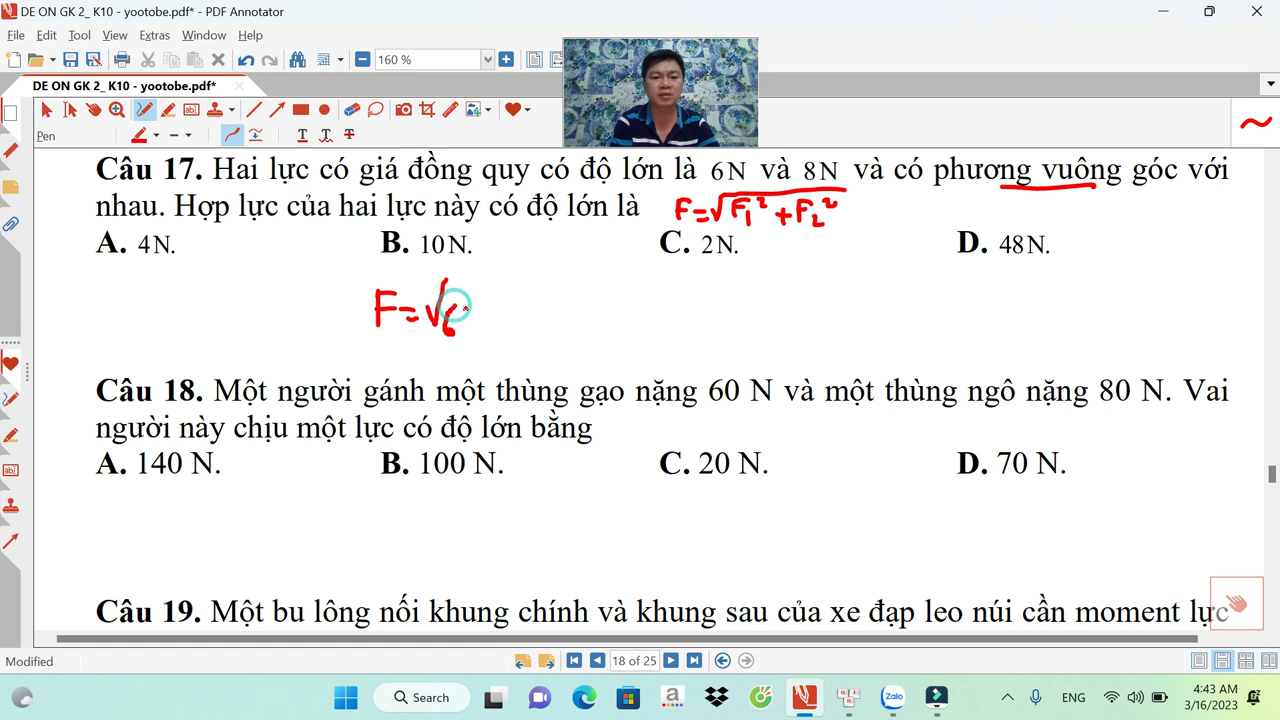 DE ON GK 2_ K10 - yootobe.pdf* - PDF Annotator
File Edit Tool View Extras Window Help
160 %
DE ON GK 2_ K10 - yootobe.pdf*
Pen
Câu 17. Hai lực có giá đồng quy có độ lớn là 6N và 8N và có phương vuông góc với
nhau. Hợp lực của hai lực này có độ lớn là F=√F₁²+F₂²
A. 4N. B. 10N. C. 2N. D. 48N.
F=√6
Câu 18. Một người gánh một thùng gạo nặng 60 N và một thùng ngô nặng 80 N. Vai
người này chịu một lực có độ lớn bằng
A. 140 N. B. 100 N. C. 20 N. D. 70 N.
Câu 19. Một bu lông nối khung chính và khung sau của xe đạp leo núi cần moment lực
Modified 18 of 25
Search a Zalo ENG 4:43 AM
3/16/2023